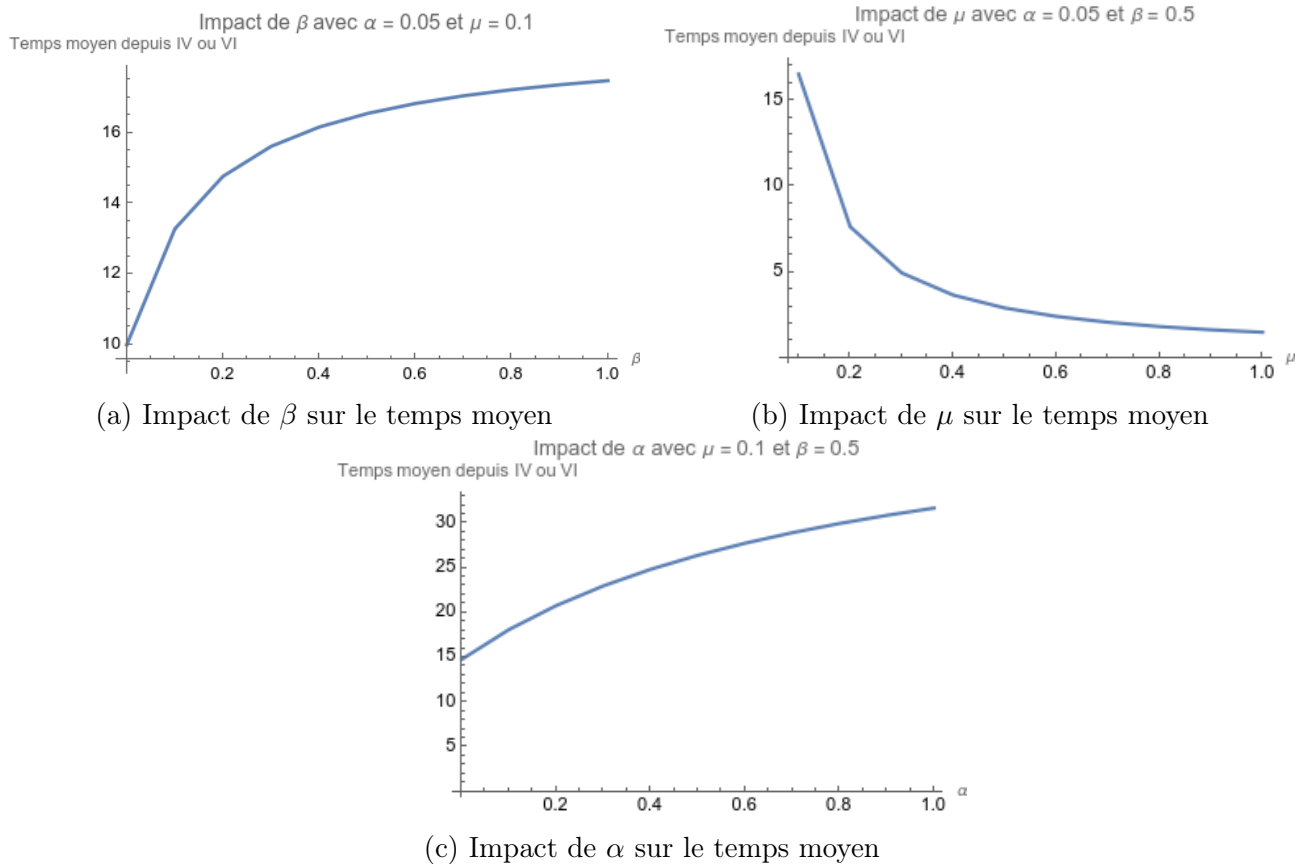 Impact de β avec α = 0.05 et μ = 0.1
Temps moyen depuis IV ou VI
16
14
12
10
0.2 0.4 0.6 0.8 1.0 β
(a) Impact de β sur le temps moyen
Impact de μ avec α = 0.05 et β = 0.5
Temps moyen depuis IV ou VI
15
10
5
0.2 0.4 0.6 0.8 1.0 μ
(b) Impact de μ sur le temps moyen
Impact de α avec μ = 0.1 et β = 0.5
Temps moyen depuis IV ou VI
30
25
20
15
10
5
0.2 0.4 0.6 0.8 1.0 α
(c) Impact de α sur le temps moyen